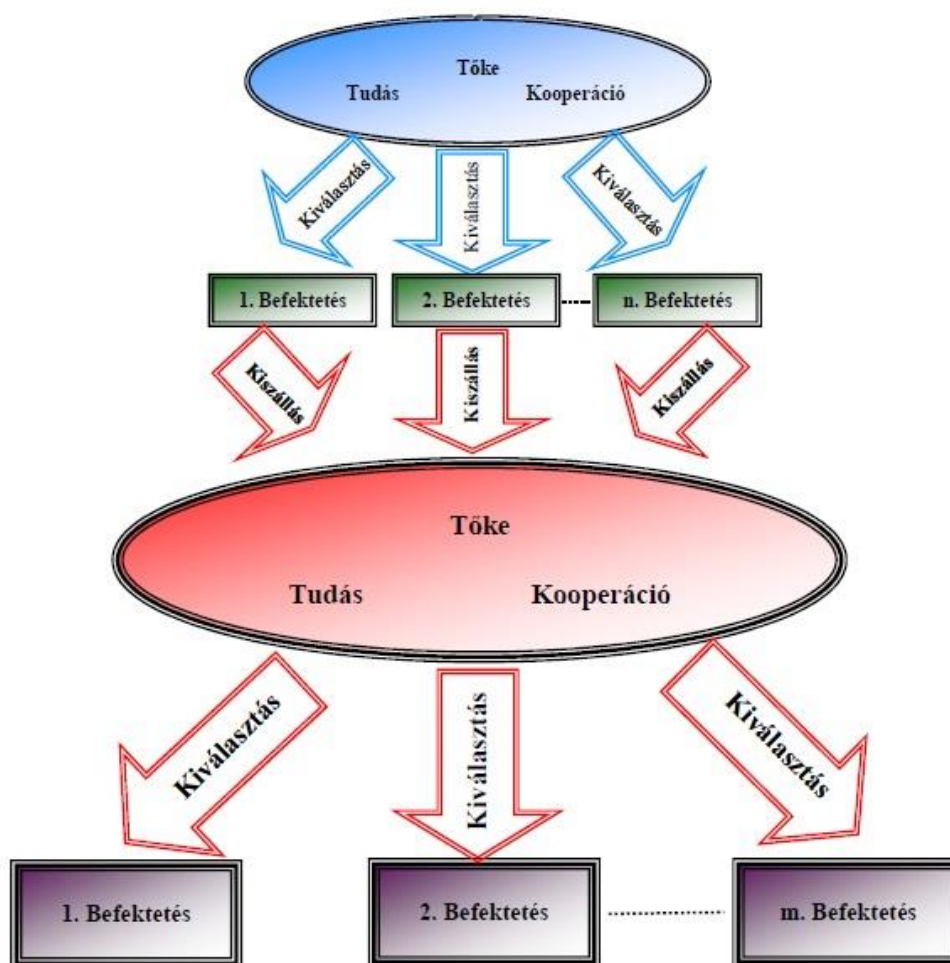 Tőke
Tudás Kooperáció
Kiválasztás Kiválasztás Kiválasztás
1. Befektetés 2. Befektetés n. Befektetés
Kiszállás Kiszállás Kiszállás
Tőke
Tudás Kooperáció
Kiválasztás Kiválasztás Kiválasztás
1. Befektetés 2. Befektetés m. Befektetés